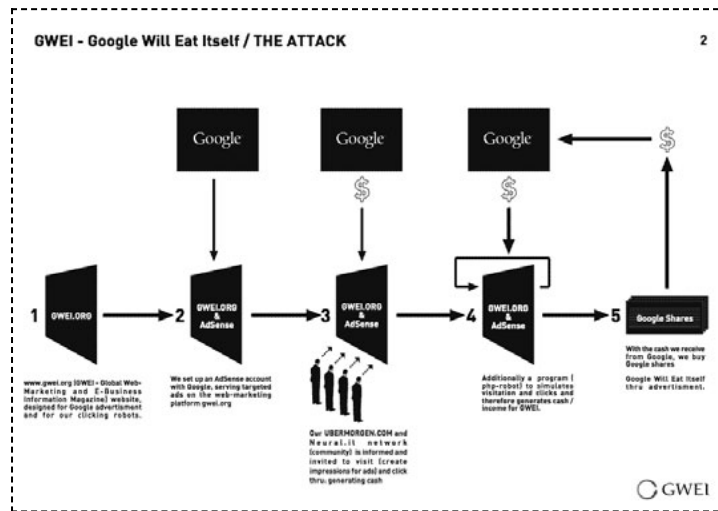 GWEI - Google Will Eat Itself / THE ATTACK
2
Google
Google
Google
$
$
$
1
GWEI.ORG
2
GWEI.ORG
&
AdSense
3
GWEI.ORG
&
AdSense
4
GWEI.ORG
&
AdSense
5
Google Shares
www.gwei.org (GWEI - Global Web-
Marketing and E-Business
Information Magazine) website,
designed for Google advertisment
and for our clicking robots.
We set up an AdSense account
with Google, serving targeted
ads on the web-marketing
platform gwei.org
Our UBERMORGEN.COM and
Neural.it network
(community) is informed and
invited to visit (create
impressions for ads) and click
thru. generating cash
Additionally a program (
php-robot) to simulates
visitation and clicks and
therefore generates cash /
income for GWEI.
With the cash we receive
from Google, we buy
Google shares
Google Will Eat Itself
thru advertisment.
GWEI